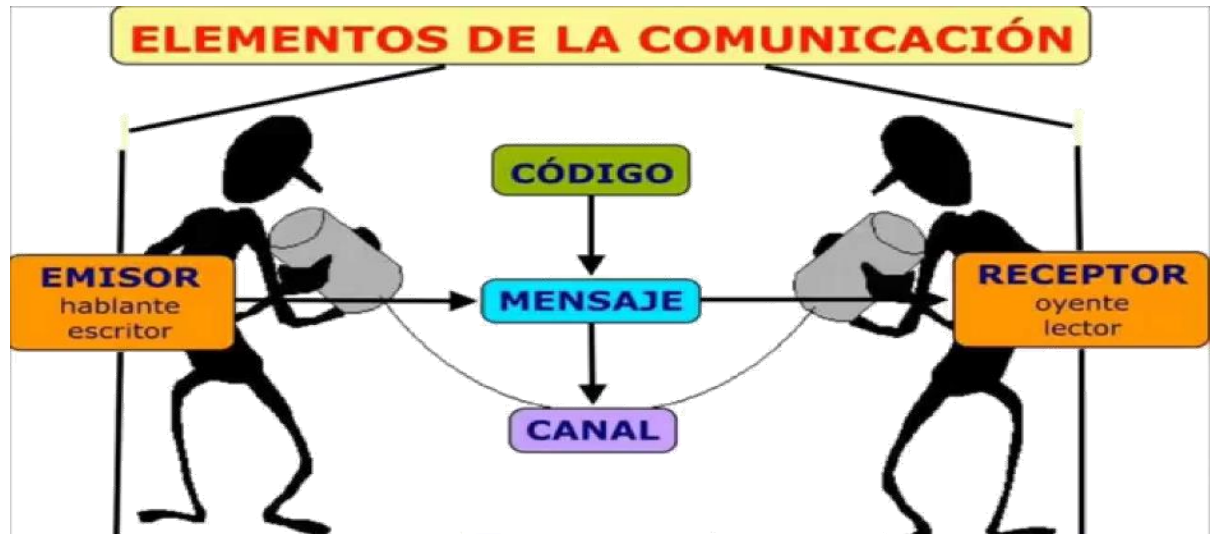 ELEMENTOS DE LA COMUNICACIÓN
CÓDIGO
EMISOR
hablante
escritor
MENSAJE
RECEPTOR
oyente
lector
CANAL